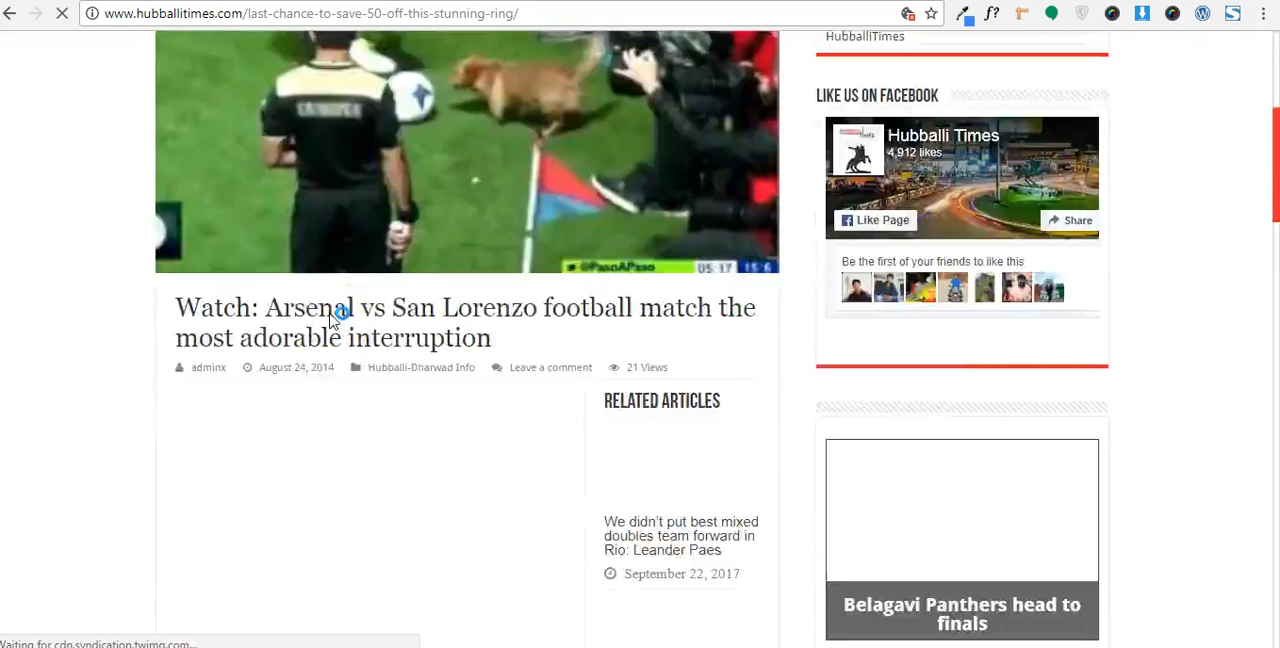 www.hubballitimes.com/last-chance-to-save-50-off-this-stunning-ring/
f?
HubballiTimes
LIKE US ON FACEBOOK
Hubballi Times
4,912 likes
Like Page
Share
Be the first of your friends to like this
@PasoAPaso
05:17
Watch: Arsenal vs San Lorenzo football match the
most adorable interruption
adminx
August 24, 2014
Hubballi-Dharwad Info
Leave a comment
21 Views
RELATED ARTICLES
We didn’t put best mixed
doubles team forward in
Rio: Leander Paes
September 22, 2017
Belagavi Panthers head to
finals
Waiting for cdn.syndication.twimg.com...